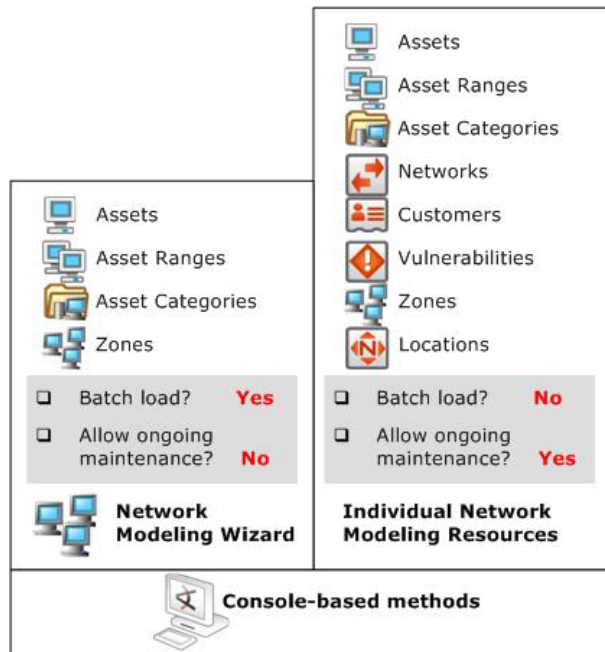 Assets
Asset Ranges
Asset Categories
Zones
❑ Batch load? Yes
❑ Allow ongoing
maintenance? No
Network
Modeling Wizard
Assets
Asset Ranges
Asset Categories
Networks
Customers
Vulnerabilities
Zones
N
Locations
❑ Batch load? No
❑ Allow ongoing
maintenance? Yes
Individual Network
Modeling Resources
Console-based methods